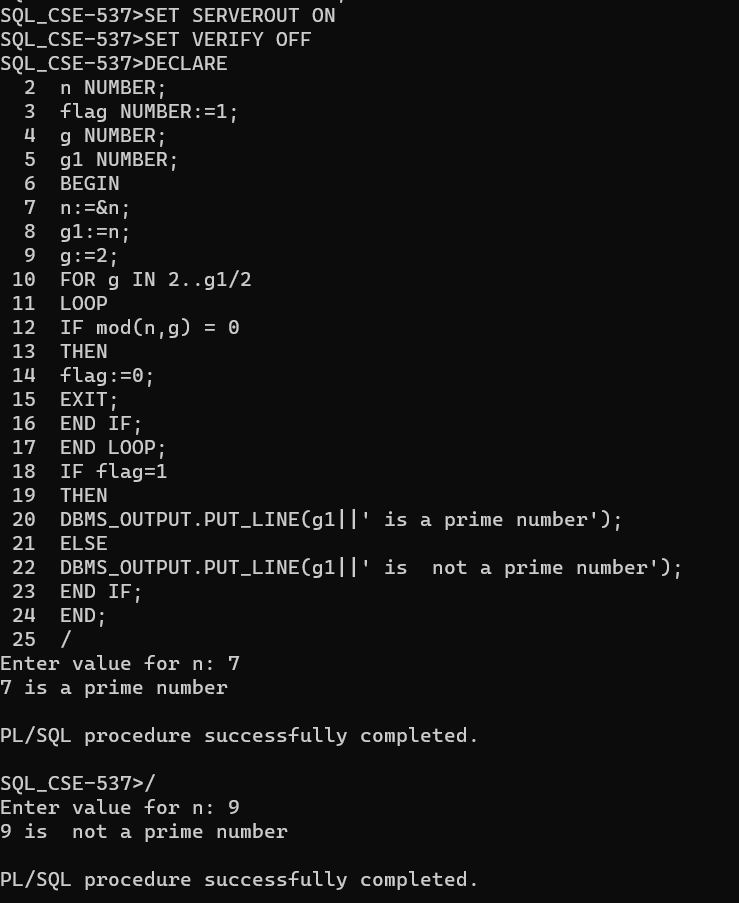 SQL_CSE-537>SET SERVEROUT ON
SQL_CSE-537>SET VERIFY OFF
SQL_CSE-537>DECLARE
  2  n NUMBER;
  3  flag NUMBER:=1;
  4  g NUMBER;
  5  g1 NUMBER;
  6  BEGIN
  7  n:=&n;
  8  g1:=n;
  9  g:=2;
 10  FOR g IN 2..g1/2
 11  LOOP
 12  IF mod(n,g) = 0
 13  THEN
 14  flag:=0;
 15  EXIT;
 16  END IF;
 17  END LOOP;
 18  IF flag=1
 19  THEN
 20  DBMS_OUTPUT.PUT_LINE(g1||' is a prime number');
 21  ELSE
 22  DBMS_OUTPUT.PUT_LINE(g1||' is  not a prime number');
 23  END IF;
 24  END;
 25  /
Enter value for n: 7
7 is a prime number

PL/SQL procedure successfully completed.

SQL_CSE-537>/
Enter value for n: 9
9 is  not a prime number

PL/SQL procedure successfully completed.